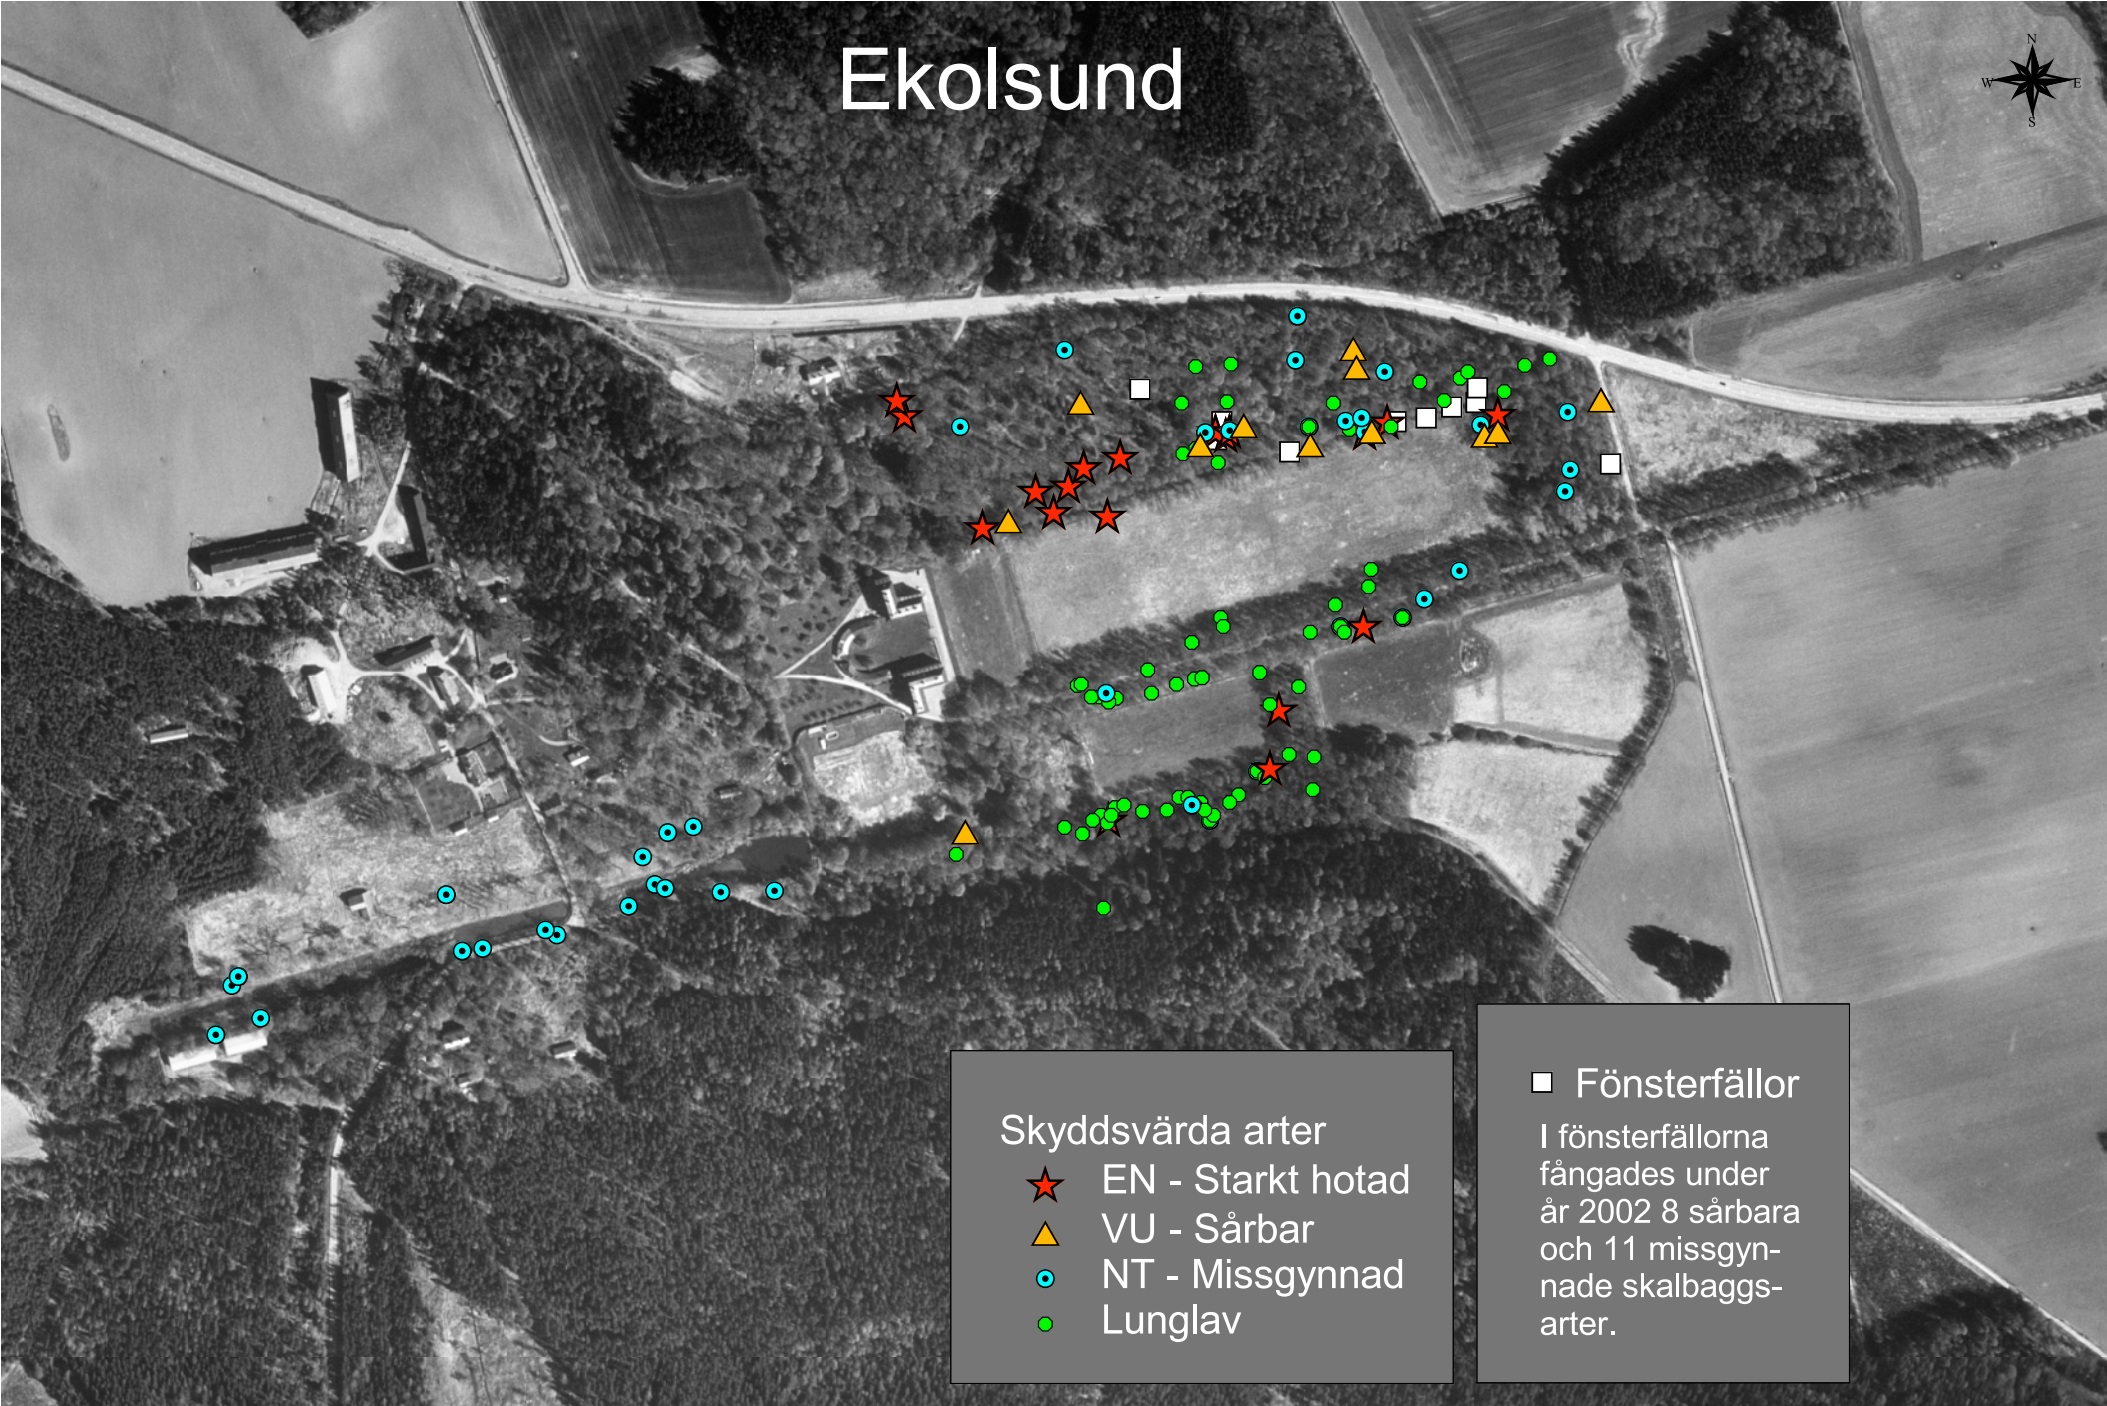 Ekolsund
N
W E
S
Skyddsvärda arter
EN - Starkt hotad
VU - Sårbar
NT - Missgynnad
Lunglav
Fönsterfällor
I fönsterfällorna
fångades under
år 2002 8 sårbara
och 11 missgyn-
nade skalbaggs-
arter.